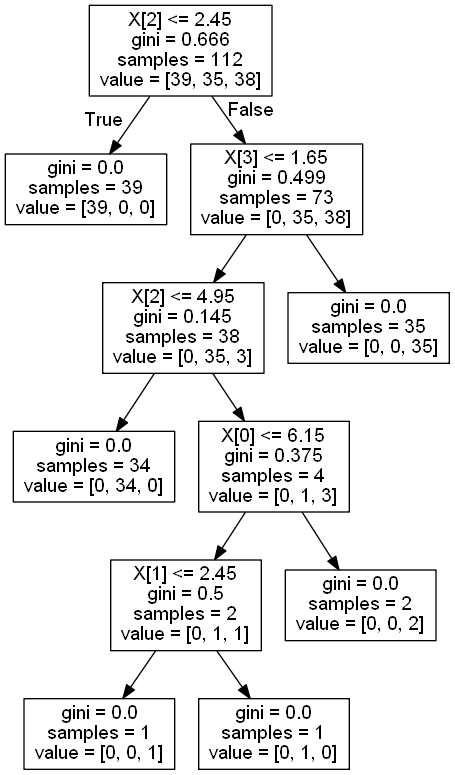 X[2] <= 2.45
gini = 0.666
samples = 112
value = [39, 35, 38]
True
False
gini = 0.0
samples = 39
value = [39, 0, 0]
X[3] <= 1.65
gini = 0.499
samples = 73
value = [0, 35, 38]
X[2] <= 4.95
gini = 0.145
samples = 38
value = [0, 35, 3]
gini = 0.0
samples = 35
value = [0, 0, 35]
gini = 0.0
samples = 34
value = [0, 34, 0]
X[0] <= 6.15
gini = 0.375
samples = 4
value = [0, 1, 3]
X[1] <= 2.45
gini = 0.5
samples = 2
value = [0, 1, 1]
gini = 0.0
samples = 2
value = [0, 0, 2]
gini = 0.0
samples = 1
value = [0, 0, 1]
gini = 0.0
samples = 1
value = [0, 1, 0]